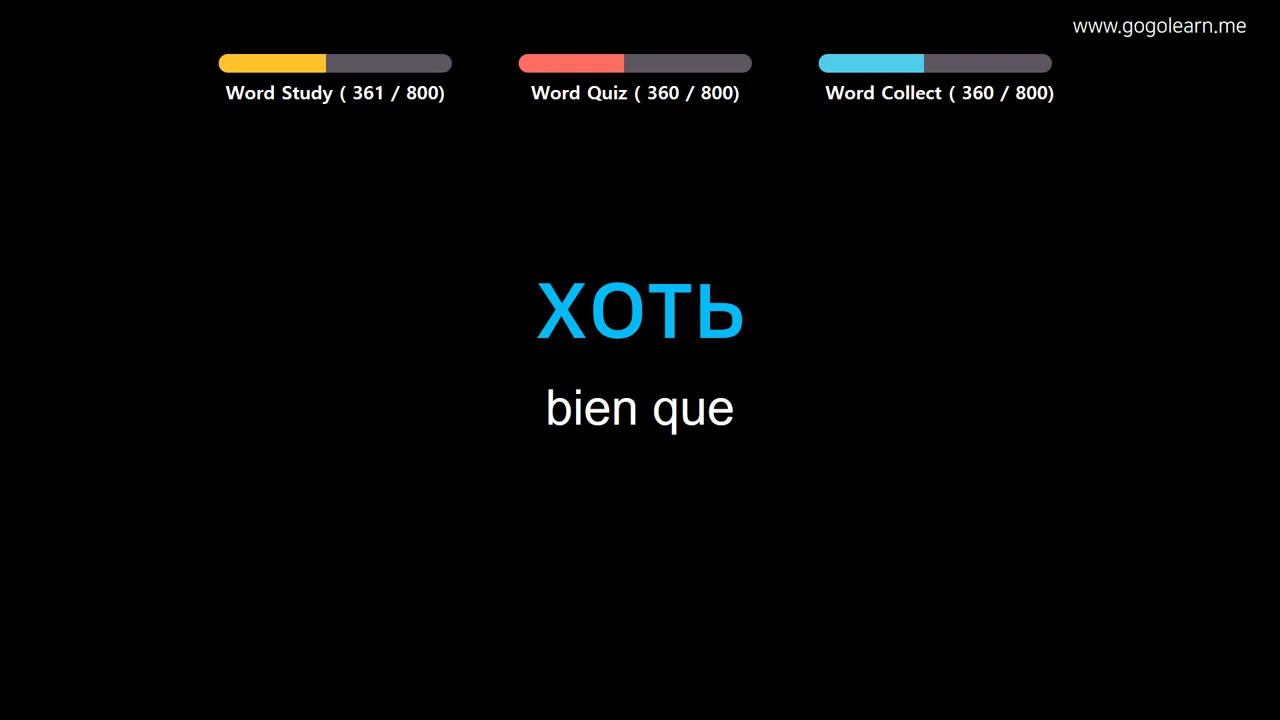 www.gogolearn.me
Word Study ( 361 / 800)
Word Quiz ( 360 / 800)
Word Collect ( 360 / 800)
хоть
bien que